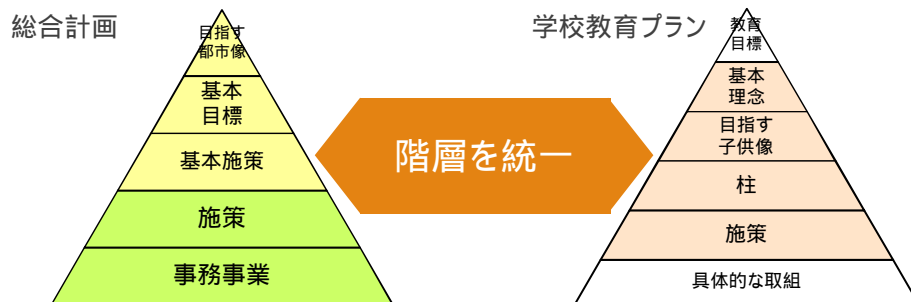 総合計画
目指す
都市像
基本
目標
基本施策
施策
事務事業
階層を統一
学校教育プラン
教育
目標
基本
理念
目指す
子供像
柱
施策
具体的な取組